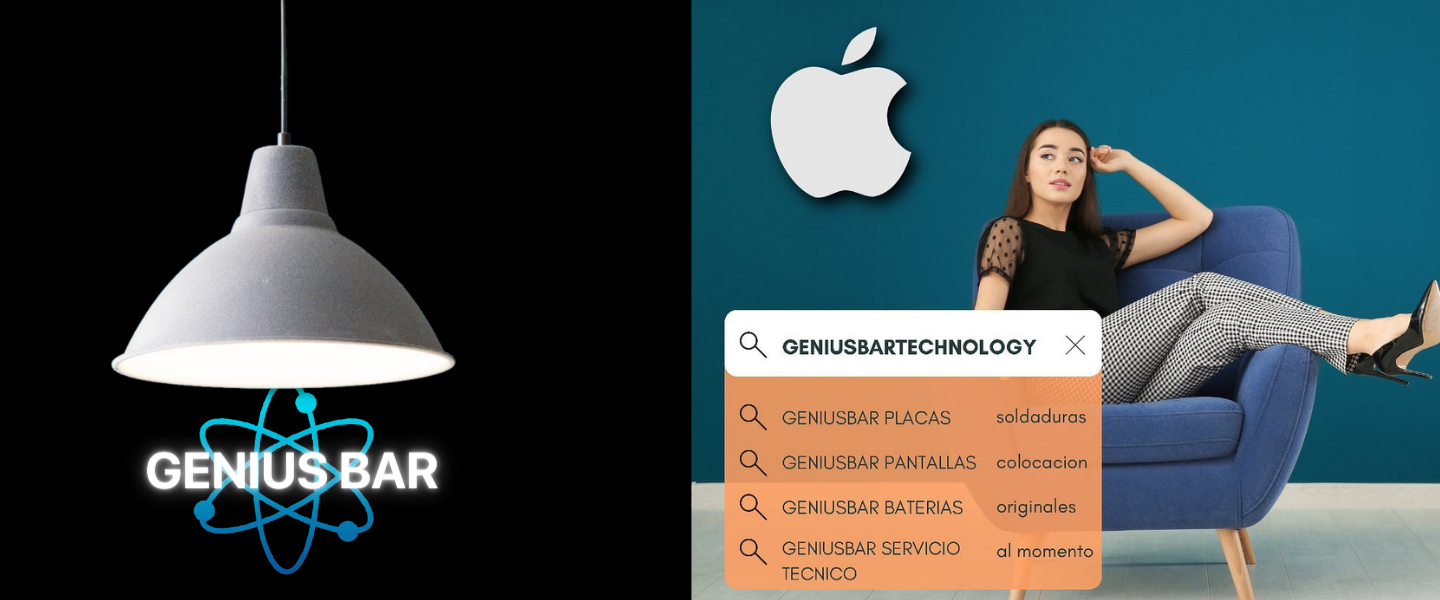 GENIUS BAR
GENIUSBARTECHNOLOGY
GENIUSBAR PLACAS soldaduras
GENIUSBAR PANTALLAS colocacion
GENIUSBAR BATERIAS originales
GENIUSBAR SERVICIO al momento
TECNICO